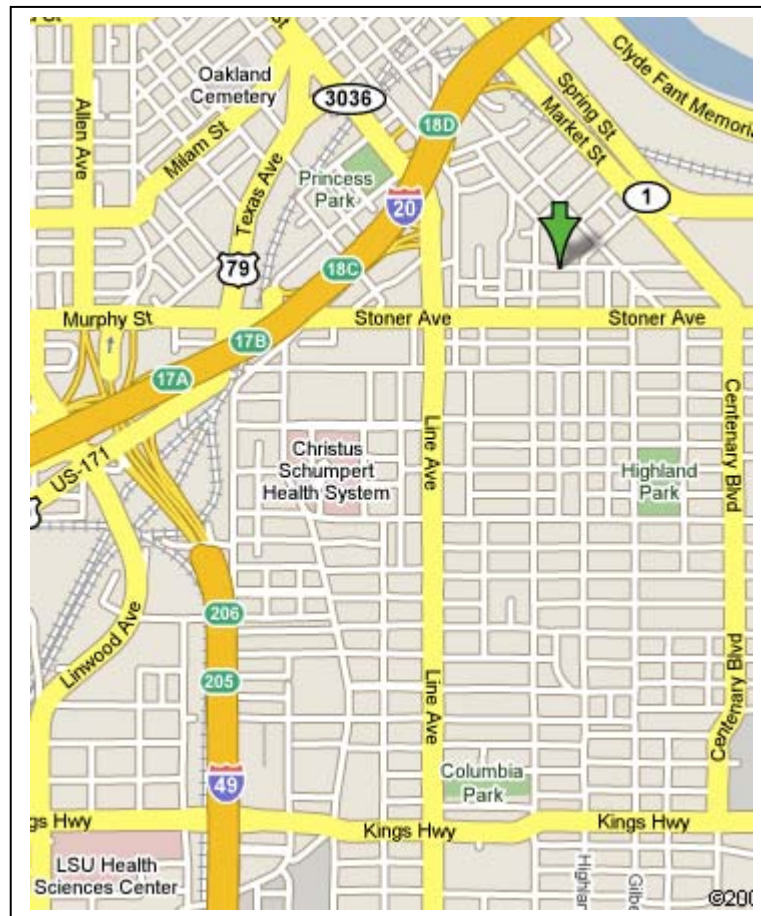 Oakland
Cemetery
3036
Clyde Fant Memoria
Spring St
Market St
Allen Ave
Milam St
18D
Princess
Park
Texas Ave
20
1
79
18C
Murphy St
Stoner Ave
Stoner Ave
17B
17A
US-171
Line Ave
Centenary Blvd
Christus
Schumpert
Health System
Highland
Park
Linwood Ave
206
205
Line Ave
Centenary Blvd
49
Columbia
Park
gs Hwy
Kings Hwy
Kings Hwy
LSU Health
Sciences Center
Highlan
Gilbe
©200